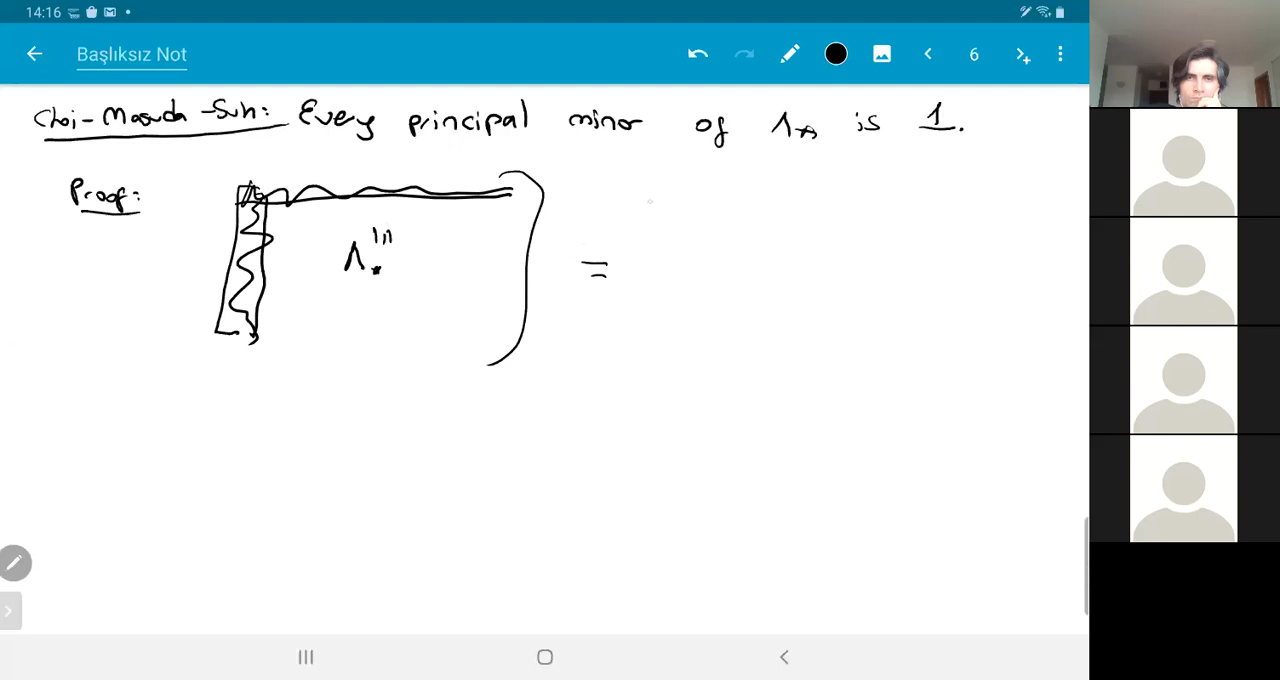 14:16
Başlıksız Not
6
Choi-Masuda-Suh: Every principal minor of Λ⋆ is 1.
Proof:
=